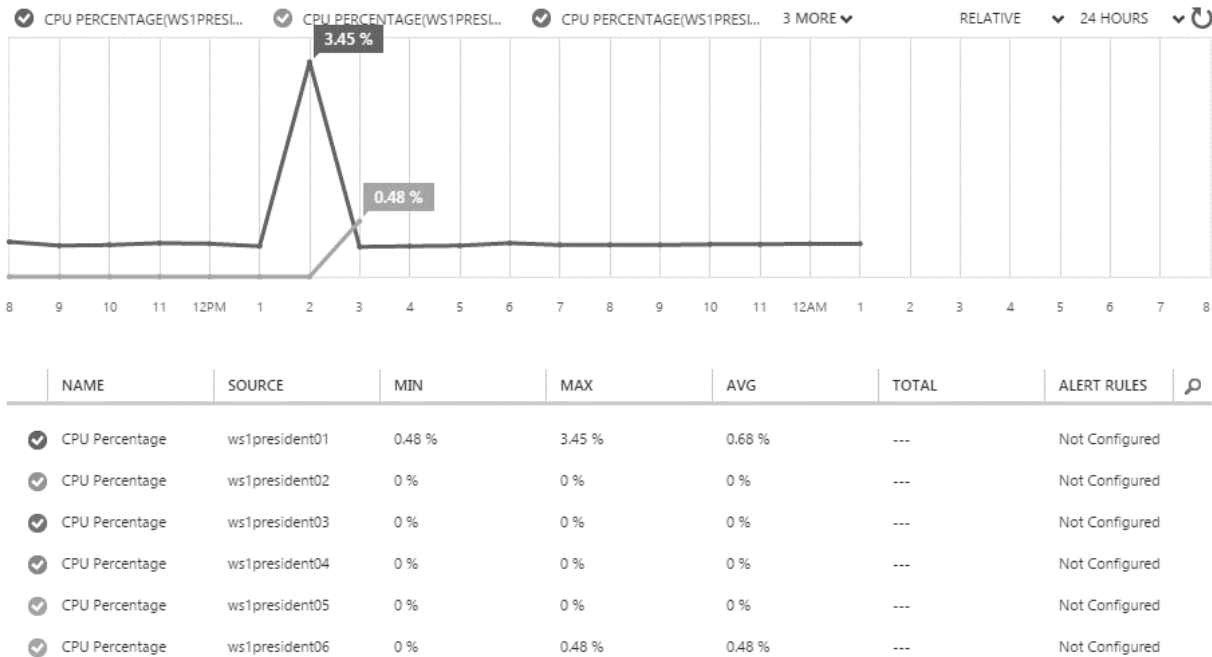 CPU PERCENTAGE(WS1PRESI... CPU PERCENTAGE(WS1PRESI... CPU PERCENTAGE(WS1PRESI... 3 MORE RELATIVE 24 HOURS
3.45 %
0.48 %
8 9 10 11 12PM 1 2 3 4 5 6 7 8 9 10 11 12AM 1 2 3 4 5 6 7 8
NAME SOURCE MIN MAX AVG TOTAL ALERT RULES
CPU Percentage ws1president01 0.48 % 3.45 % 0.68 % --- Not Configured
CPU Percentage ws1president02 0 % 0 % 0 % --- Not Configured
CPU Percentage ws1president03 0 % 0 % 0 % --- Not Configured
CPU Percentage ws1president04 0 % 0 % 0 % --- Not Configured
CPU Percentage ws1president05 0 % 0 % 0 % --- Not Configured
CPU Percentage ws1president06 0 % 0.48 % 0.48 % --- Not Configured